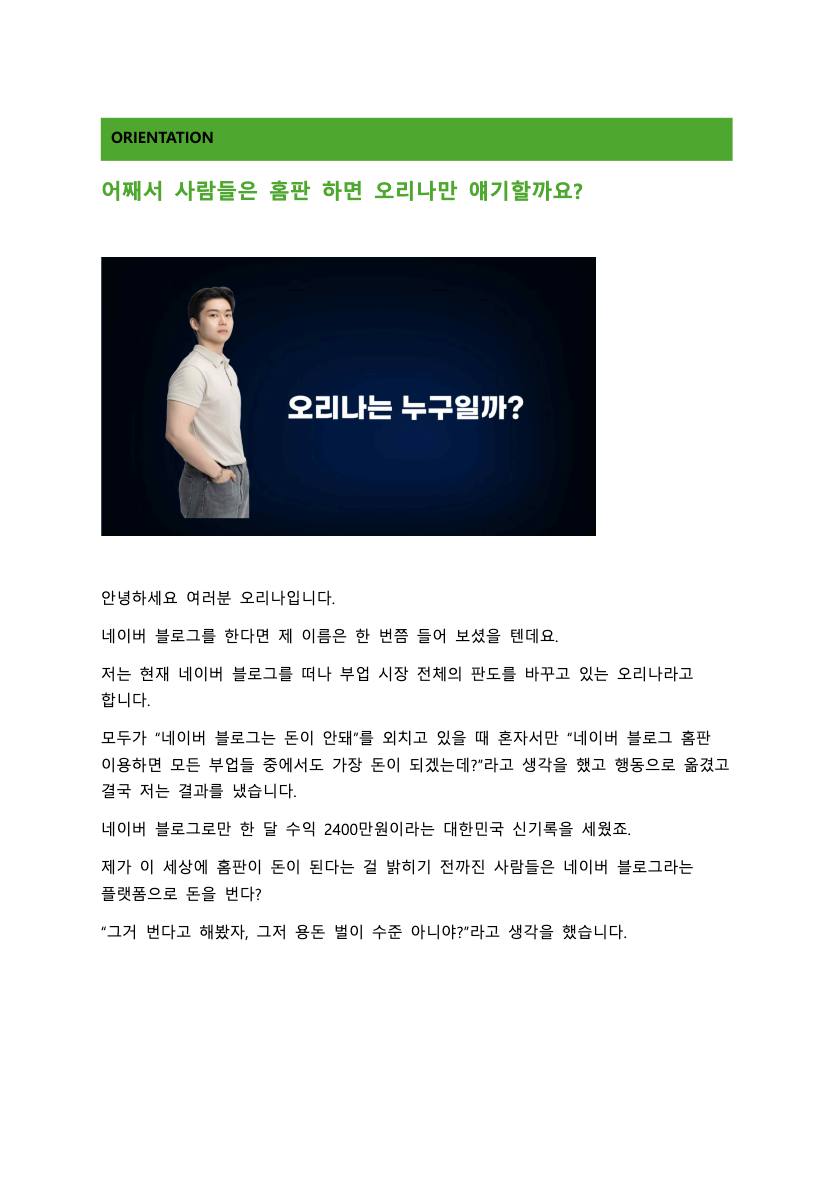 ORIENTATION
어째서 사람들은 홈판 하면 오리나만 얘기할까요?
오리나는 누구일까?
안녕하세요 여러분 오리나입니다.
네이버 블로그를 한다면 제 이름은 한 번쯤 들어 보셨을 텐데요.
저는 현재 네이버 블로그를 떠나 부업 시장 전체의 판도를 바꾸고 있는 오리나라고
합니다.
모두가 “네이버 블로그는 돈이 안돼”를 외치고 있을 때 혼자서만 “네이버 블로그 홈판
이용하면 모든 부업들 중에서도 가장 돈이 되겠는데?”라고 생각을 했고 행동으로 옮겼고
결국 저는 결과를 냈습니다.
네이버 블로그로만 한 달 수익 2400만원이라는 대한민국 신기록을 세웠죠.
제가 이 세상에 홈판이 돈이 된다는 걸 밝히기 전까진 사람들은 네이버 블로그라는
플랫폼으로 돈을 번다?
“그거 번다고 해봤자, 그저 용돈 벌이 수준 아니야?”라고 생각을 했습니다.